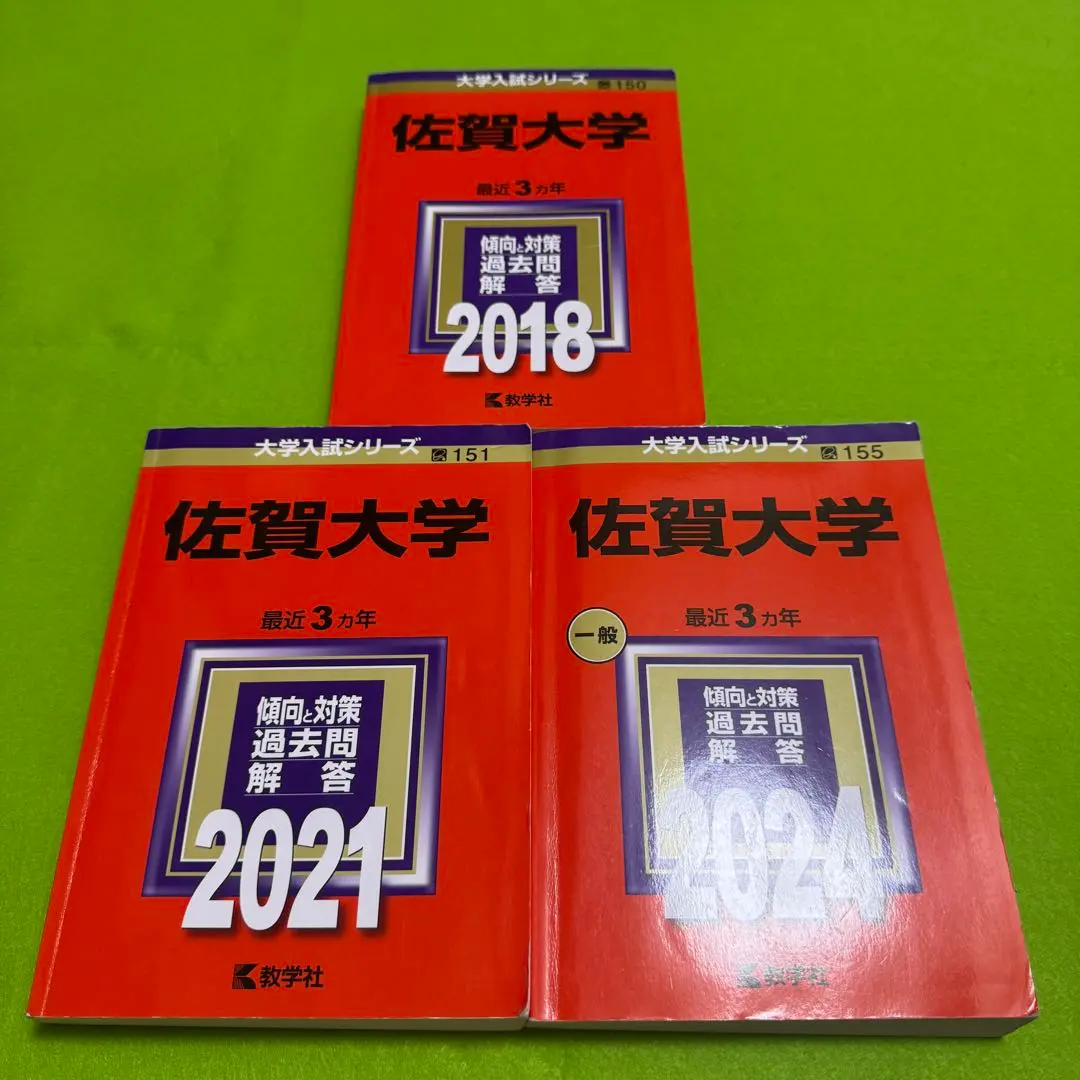 大学入試シリーズ 150
佐賀大学
最近3カ年
傾向と対策
過去問
解答
2018
教学社
大学入試シリーズ 151
佐賀大学
最近3カ年
傾向と対策
過去問
解答
2021
教学社
大学入試シリーズ 155
佐賀大学
最近3カ年
一般
傾向と対策
過去問
解答
2024
教学社